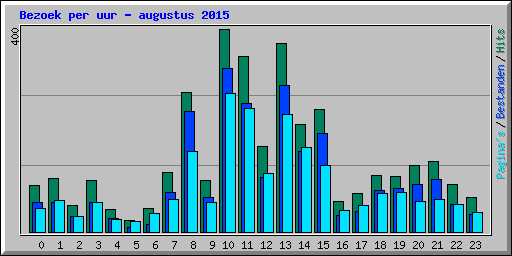 Bezoek per uur - augustus 2015
400
Pagina's / Bestanden / Hits
0 1 2 3 4 5 6 7 8 9 10 11 12 13 14 15 16 17 18 19 20 21 22 23